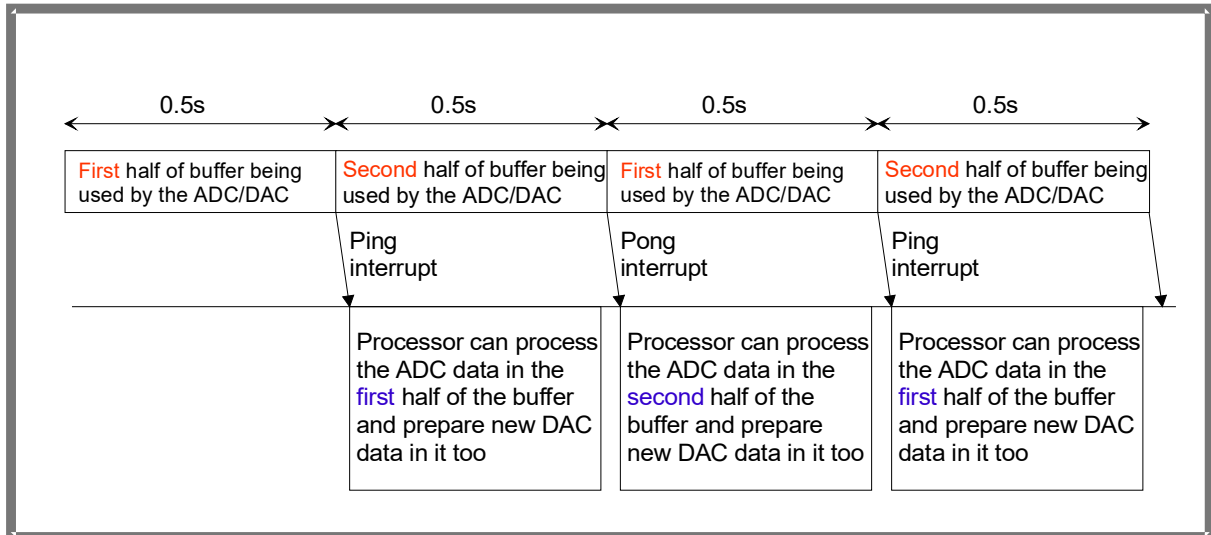 0.5s
0.5s
0.5s
0.5s
First half of buffer being
used by the ADC/DAC
Second half of buffer being
used by the ADC/DAC
First half of buffer being
used by the ADC/DAC
Second half of buffer being
used by the ADC/DAC
Ping
interrupt
Pong
interrupt
Ping
interrupt
Processor can process
the ADC data in the
first half of the buffer
and prepare new DAC
data in it too
Processor can process
the ADC data in the
second half of the
buffer and prepare
new DAC data in it too
Processor can process
the ADC data in the
first half of the buffer
and prepare new DAC
data in it too